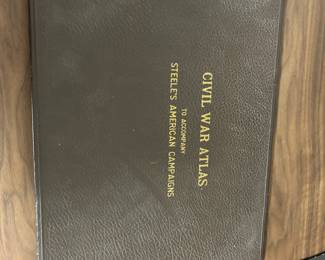 CIVIL WAR ATLAS
TO ACCOMPANY
STEELE'S AMERICAN CAMPAIGNS